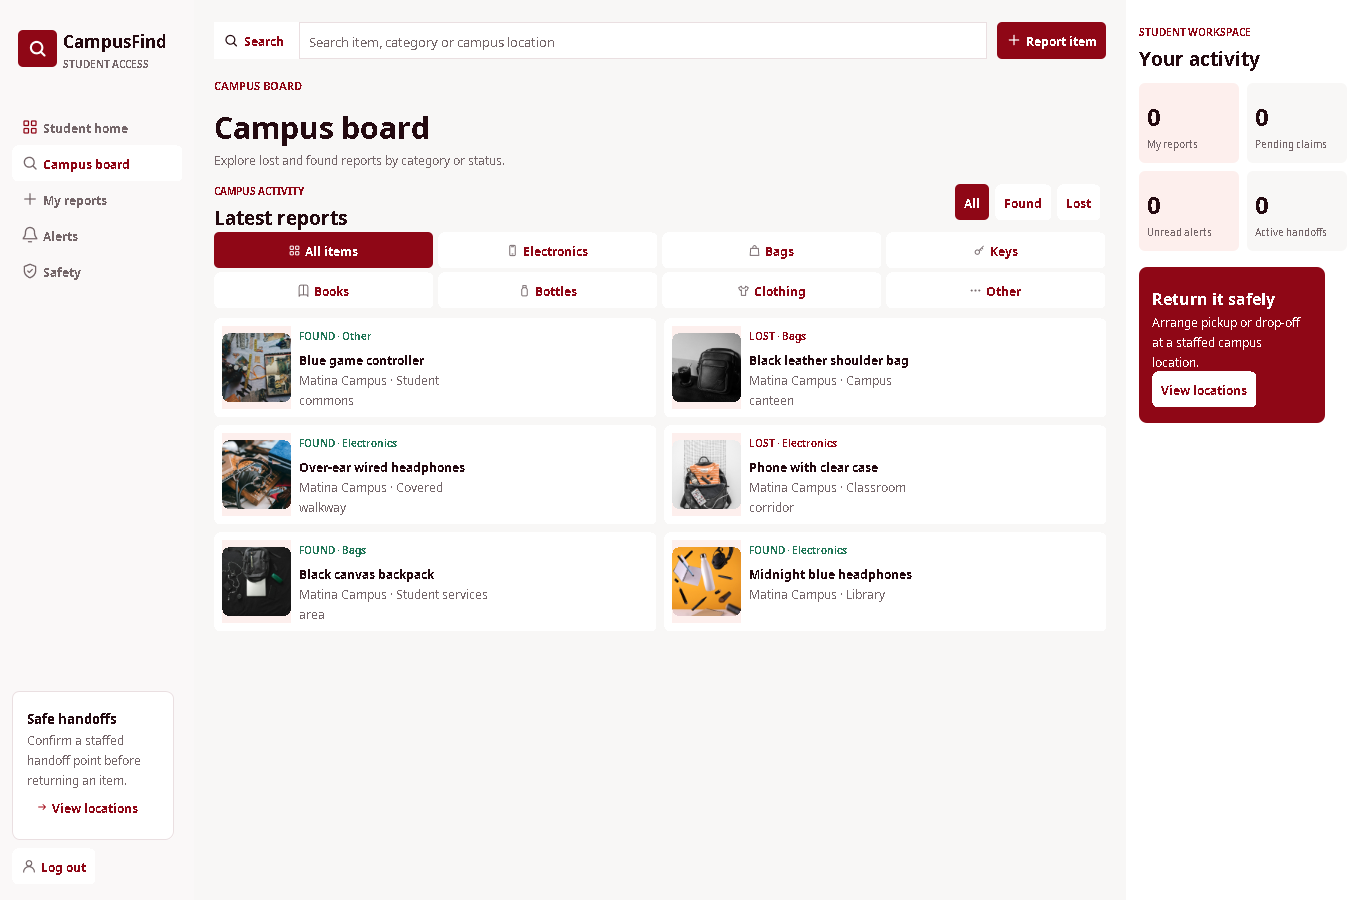 CampusFind
STUDENT ACCESS
Student home
Campus board
My reports
Alerts
Safety
Safe handoffs
Confirm a staffed
handoff point before
returning an item.
View locations
Log out
Search
Search item, category or campus location
Report item
CAMPUS BOARD
Campus board
Explore lost and found reports by category or status.
CAMPUS ACTIVITY
Latest reports
All
Found
Lost
All items
Electronics
Bags
Keys
Books
Bottles
Clothing
Other
FOUND · Other
Blue game controller
Matina Campus · Student
commons
LOST · Bags
Black leather shoulder bag
Matina Campus · Campus
canteen
FOUND · Electronics
Over-ear wired headphones
Matina Campus · Covered
walkway
LOST · Electronics
Phone with clear case
Matina Campus · Classroom
corridor
FOUND · Bags
Black canvas backpack
Matina Campus · Student services
area
FOUND · Electronics
Midnight blue headphones
Matina Campus · Library
STUDENT WORKSPACE
Your activity
0
My reports
0
Pending claims
0
Unread alerts
0
Active handoffs
Return it safely
Arrange pickup or drop-off
at a staffed campus
location.
View locations